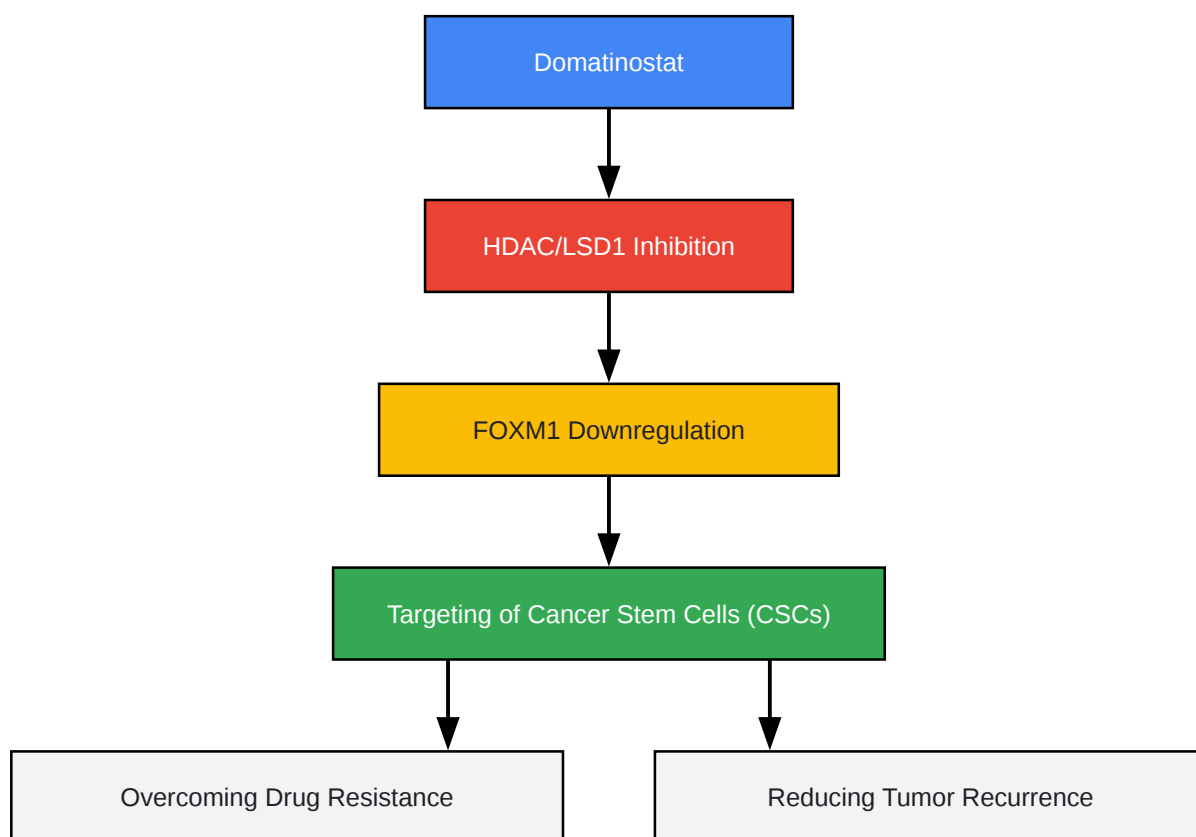 Domatinostat
HDAC/LSD1 Inhibition
FOXM1 Downregulation
Targeting of Cancer Stem Cells (CSCs)
Overcoming Drug Resistance
Reducing Tumor Recurrence